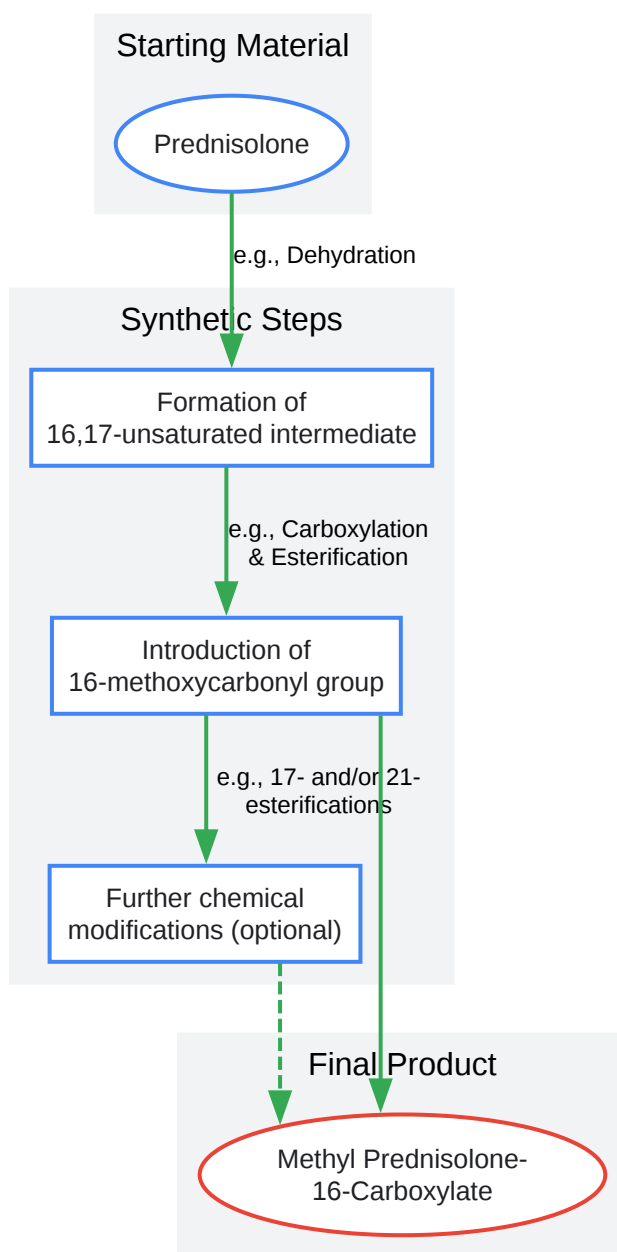 Starting Material
Prednisolone
e.g., Dehydration
Synthetic Steps
Formation of
16,17-unsaturated intermediate
e.g., Carboxylation
& Esterification
Introduction of
16-methoxycarbonyl group
e.g., 17- and/or 21-
esterifications
Further chemical
modifications (optional)
Final Product
Methyl Prednisolone-
16-Carboxylate